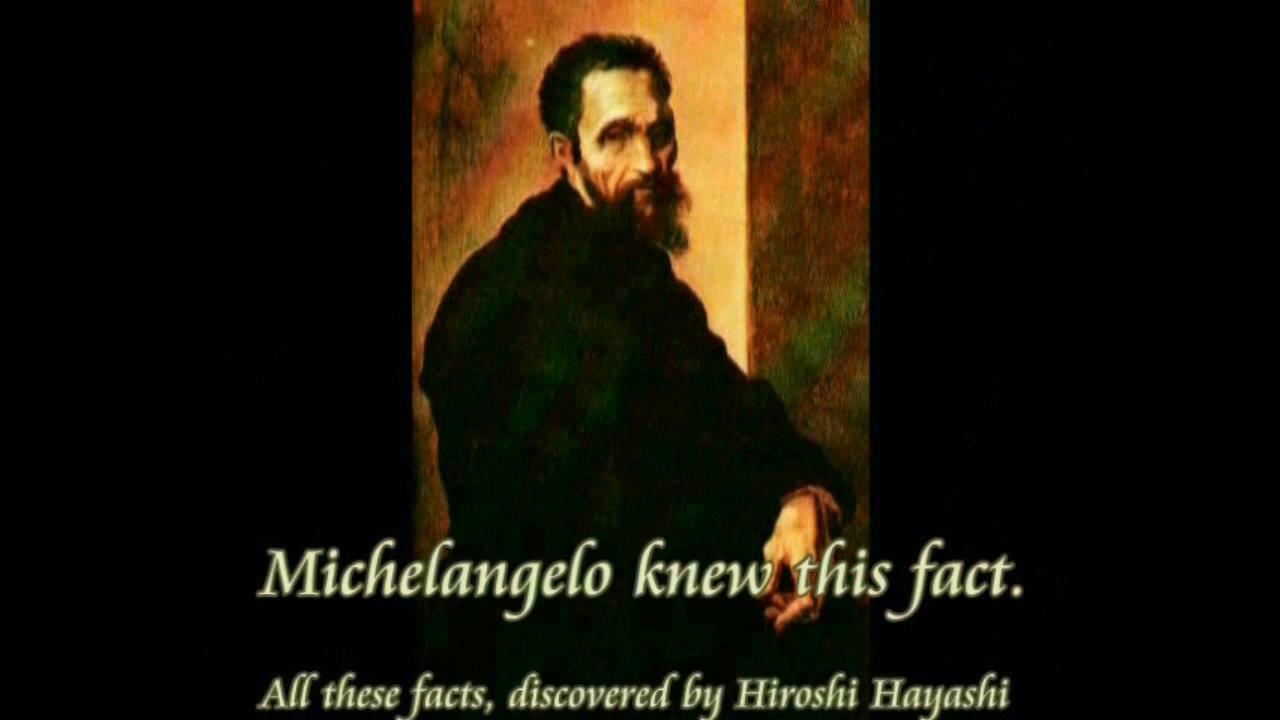 Michelangelo knew this fact.
All these facts, discovered by Hiroshi Hayashi